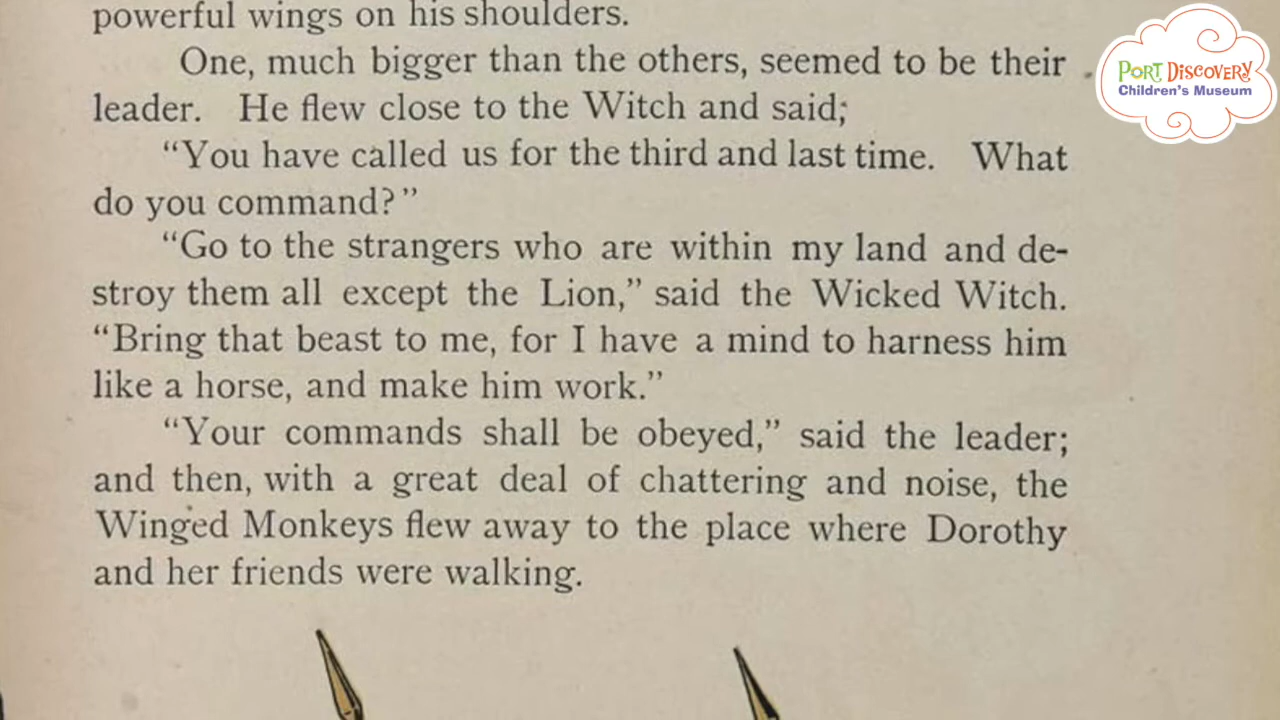 powerful wings on his shoulders.
One, much bigger than the others, seemed to be their
leader. He flew close to the Witch and said;
“You have called us for the third and last time. What
do you command?”
“Go to the strangers who are within my land and de-
stroy them all except the Lion,” said the Wicked Witch.
“Bring that beast to me, for I have a mind to harness him
like a horse, and make him work.”
“Your commands shall be obeyed,” said the leader;
and then, with a great deal of chattering and noise, the
Winged Monkeys flew away to the place where Dorothy
and her friends were walking.
PORT DISCOVERY
Children's Museum